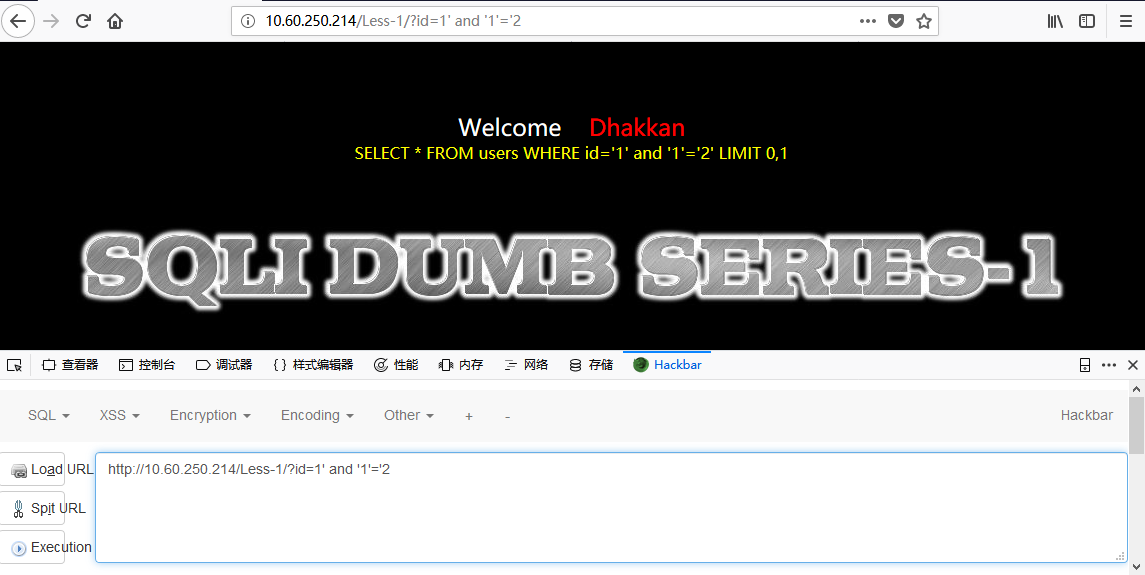 10.60.250.214/Less-1/?id=1' and '1'='2
Welcome Dhakkan
SELECT * FROM users WHERE id='1' and '1'='2' LIMIT 0,1
SQLI DUMB SERIES-1
查看器 控制台 调试器 {} 样式编辑器 性能 内存 网络 存储 Hackbar
SQL XSS Encryption Encoding Other + - Hackbar
Load URL http://10.60.250.214/Less-1/?id=1' and '1'='2
Spit URL
Execution